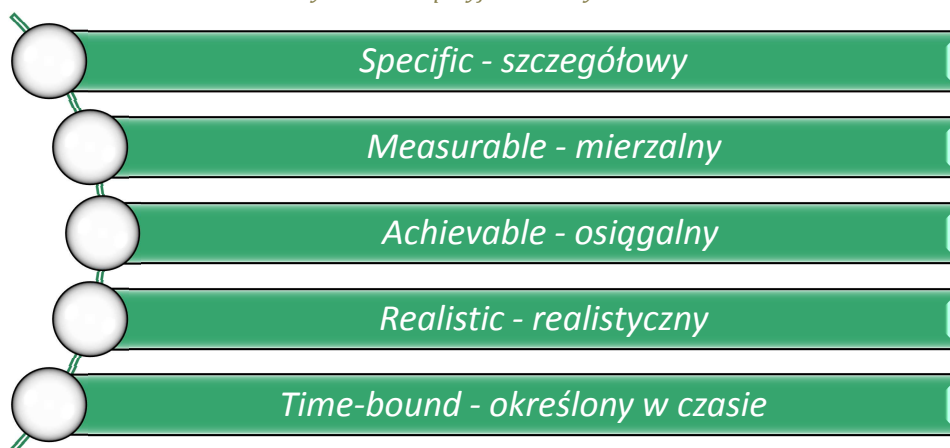 Specific - szczegółowy
Measurable - mierzalny
Achievable - osiągalny
Realistic - realistyczny
Time-bound - określony w czasie